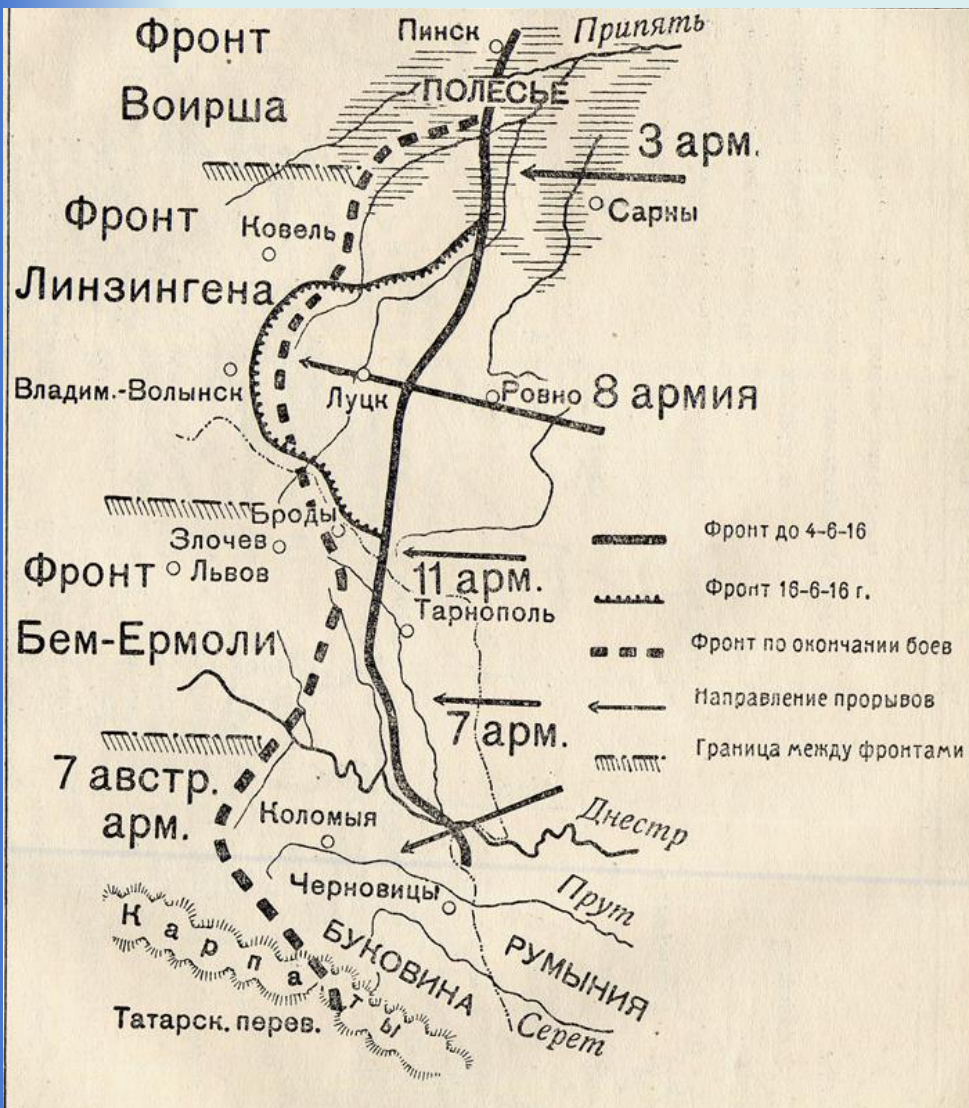 Фронт
Воирша
Пинск
Припять
ПОЛЕСЬЕ
3 арм.
Сарны
Фронт
Линзингена
Ковель
Владим.-Волынск
Луцк
Ровно
8 армия
Броды
Злочев
Львов
Фронт
Бем-Ермоли
11 арм.
Тарнополь
7 арм.
Фронт до 4-6-16
Фронт 16-6-16 г.
Фронт по окончании боев
Направление прорывов
Граница между фронтами
7 австр.
арм.
Коломыя
Днестр
Черновицы
Прут
Карпаты
БУКОВИНА
РУМЫНИЯ
Серет
Татарск. перев.